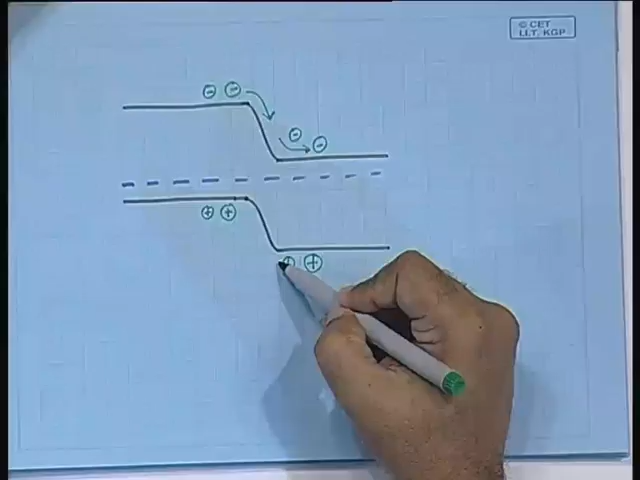 © CET
I.I.T. KGP
⊖ ⊖
⊖ ⊖
⊕ ⊕
⊕ ⊕